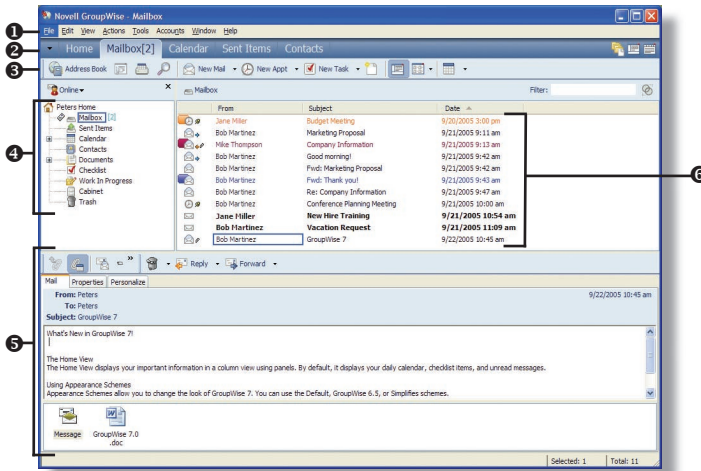 Novell GroupWise - Mailbox
❶
File Edit View Actions Tools Accounts Window Help
❷
Home Mailbox[2] Calendar Sent Items Contacts
❸
Address Book New Mail New Appt New Task
Online Mailbox Filter:
❹
Peters Home
Mailbox [2]
Sent Items
Calendar
Contacts
Documents
Checklist
Work In Progress
Cabinet
Trash
From Subject Date
Jane Miller Budget Meeting 9/20/2005 3:00 pm
Bob Martinez Marketing Proposal 9/21/2005 9:11 am
Mike Thompson Company Information 9/21/2005 9:13 am
Bob Martinez Good morning! 9/21/2005 9:42 am
Bob Martinez Fwd: Marketing Proposal 9/21/2005 9:42 am
Bob Martinez Fwd: Thank you! 9/21/2005 9:43 am
Bob Martinez Re: Company Information 9/21/2005 9:47 am
Bob Martinez Conference Planning Meeting 9/21/2005 10:00 am
Jane Miller New Hire Training 9/21/2005 10:54 am
Bob Martinez Vacation Request 9/21/2005 11:09 am
Bob Martinez GroupWise 7 9/22/2005 10:45 am
❻
❺
Reply Forward
Mail Properties Personalize
From: Peters 9/22/2005 10:45 am
To: Peters
Subject: GroupWise 7
What's New in GroupWise 7!
The Home View
The Home View displays your important information in a column view using panels. By default, it displays your daily calendar, checklist items, and unread messages.
Using Appearance Schemes
Appearance Schemes allow you to change the look of GroupWise 7. You can use the Default, GroupWise 6.5, or Simplifies schemes.
Message GroupWise 7.0
.doc
Selected: 1 Total: 11